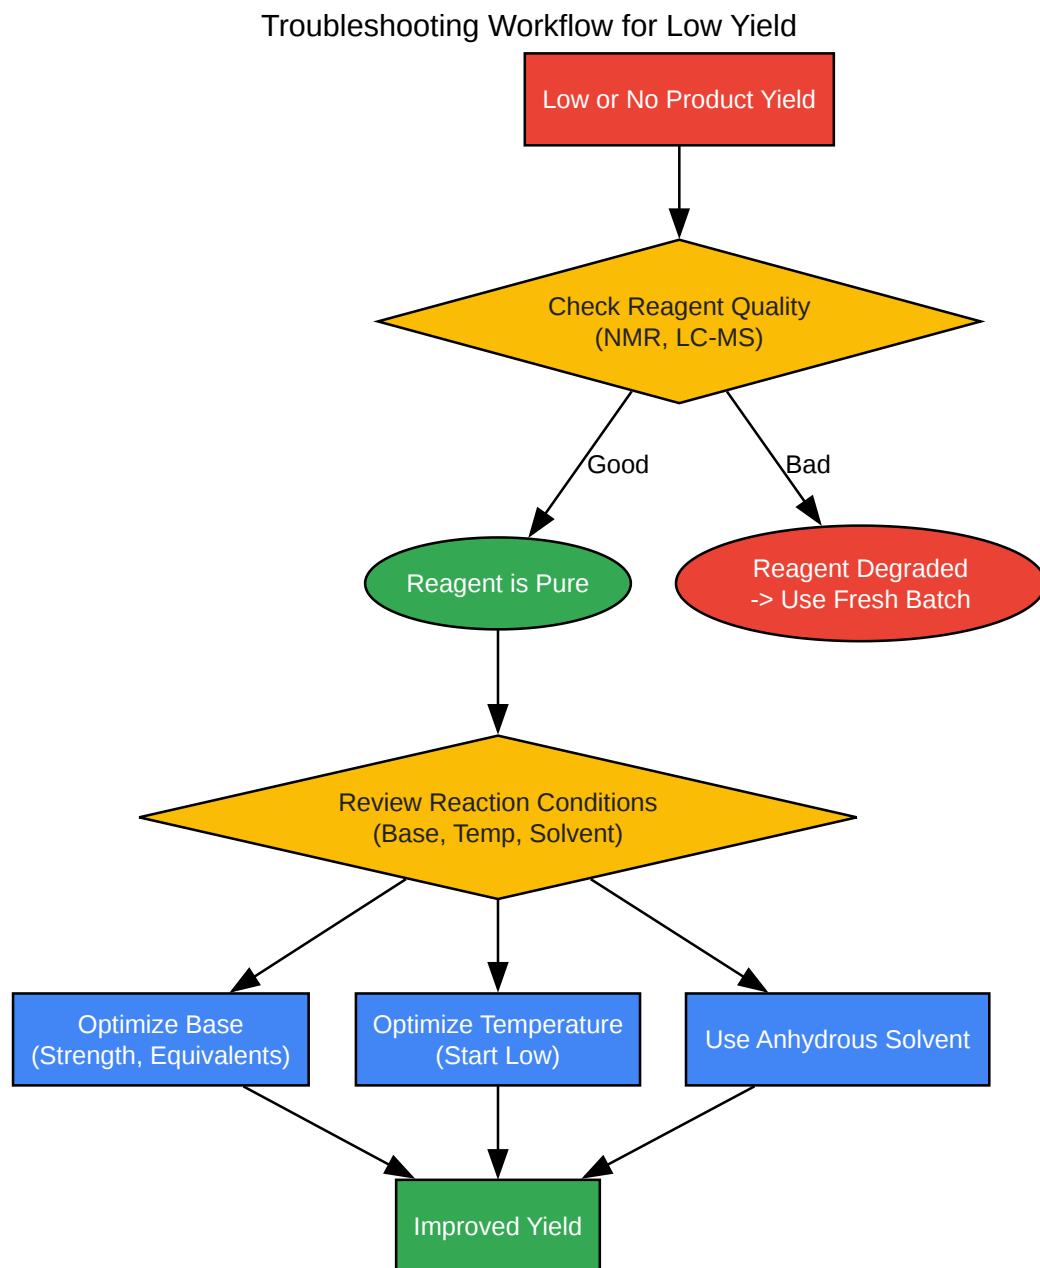 Troubleshooting Workflow for Low Yield
Low or No Product Yield
Check Reagent Quality
(NMR, LC-MS)
Good
Bad
Reagent is Pure
Reagent Degraded
-> Use Fresh Batch
Review Reaction Conditions
(Base, Temp, Solvent)
Optimize Base
(Strength, Equivalents)
Optimize Temperature
(Start Low)
Use Anhydrous Solvent
Improved Yield